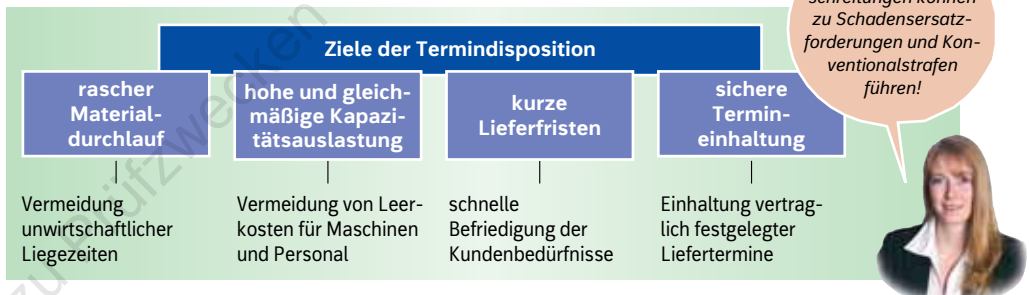 schreitungen können
zu Schadensersatz-
forderungen und Kon-
ventionalstrafen
führen!
Ziele der Termindisposition
rascher
Material-
durchlauf
hohe und gleich-
mäßige Kapazi-
tätsauslastung
kurze
Lieferfristen
sichere
Termin-
einhaltung
Vermeidung
unwirtschaftlicher
Liegezeiten
Vermeidung von Leer-
kosten für Maschinen
und Personal
schnelle
Befriedigung der
Kundenbedürfnisse
Einhaltung vertrag-
lich festgelegter
Liefertermine
zu Prüfzwecken